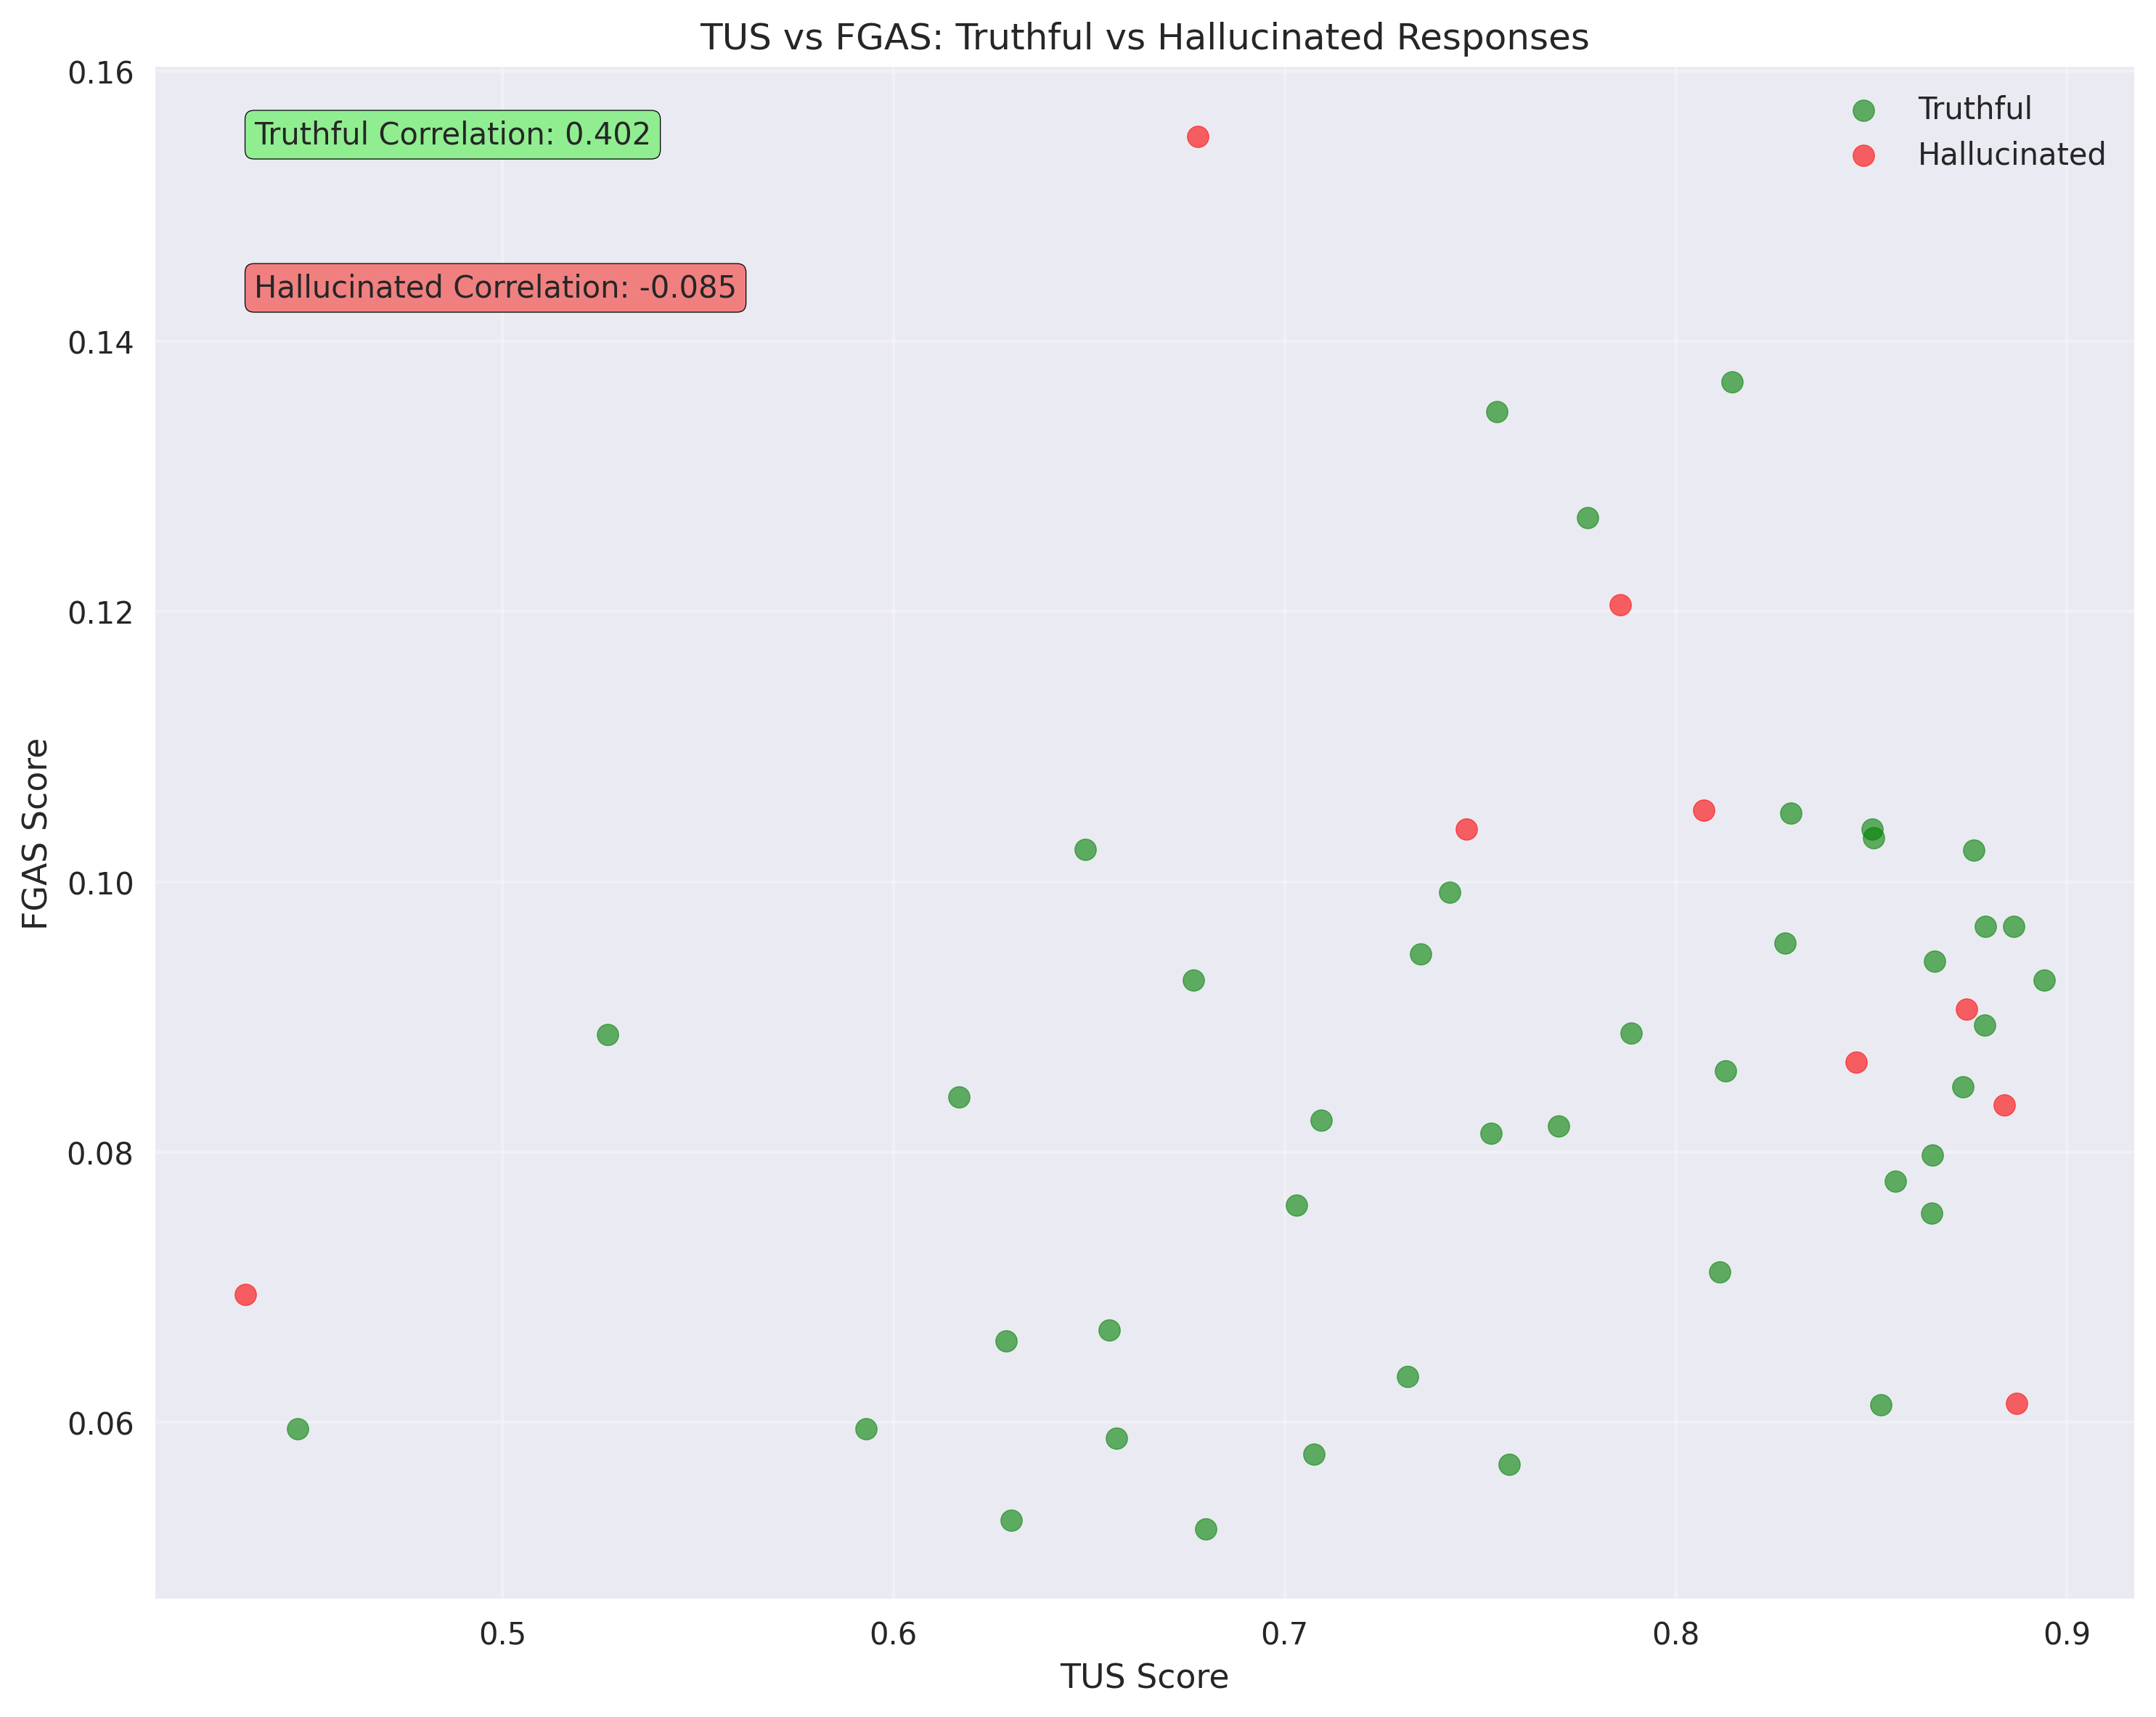 TUS vs FGAS: Truthful vs Hallucinated Responses
0.16
Truthful Correlation: 0.402
Truthful
Hallucinated
Hallucinated Correlation: -0.085
0.14
0.12
0.10
0.08
0.06
FGAS Score
0.5 0.6 0.7 0.8 0.9
TUS Score